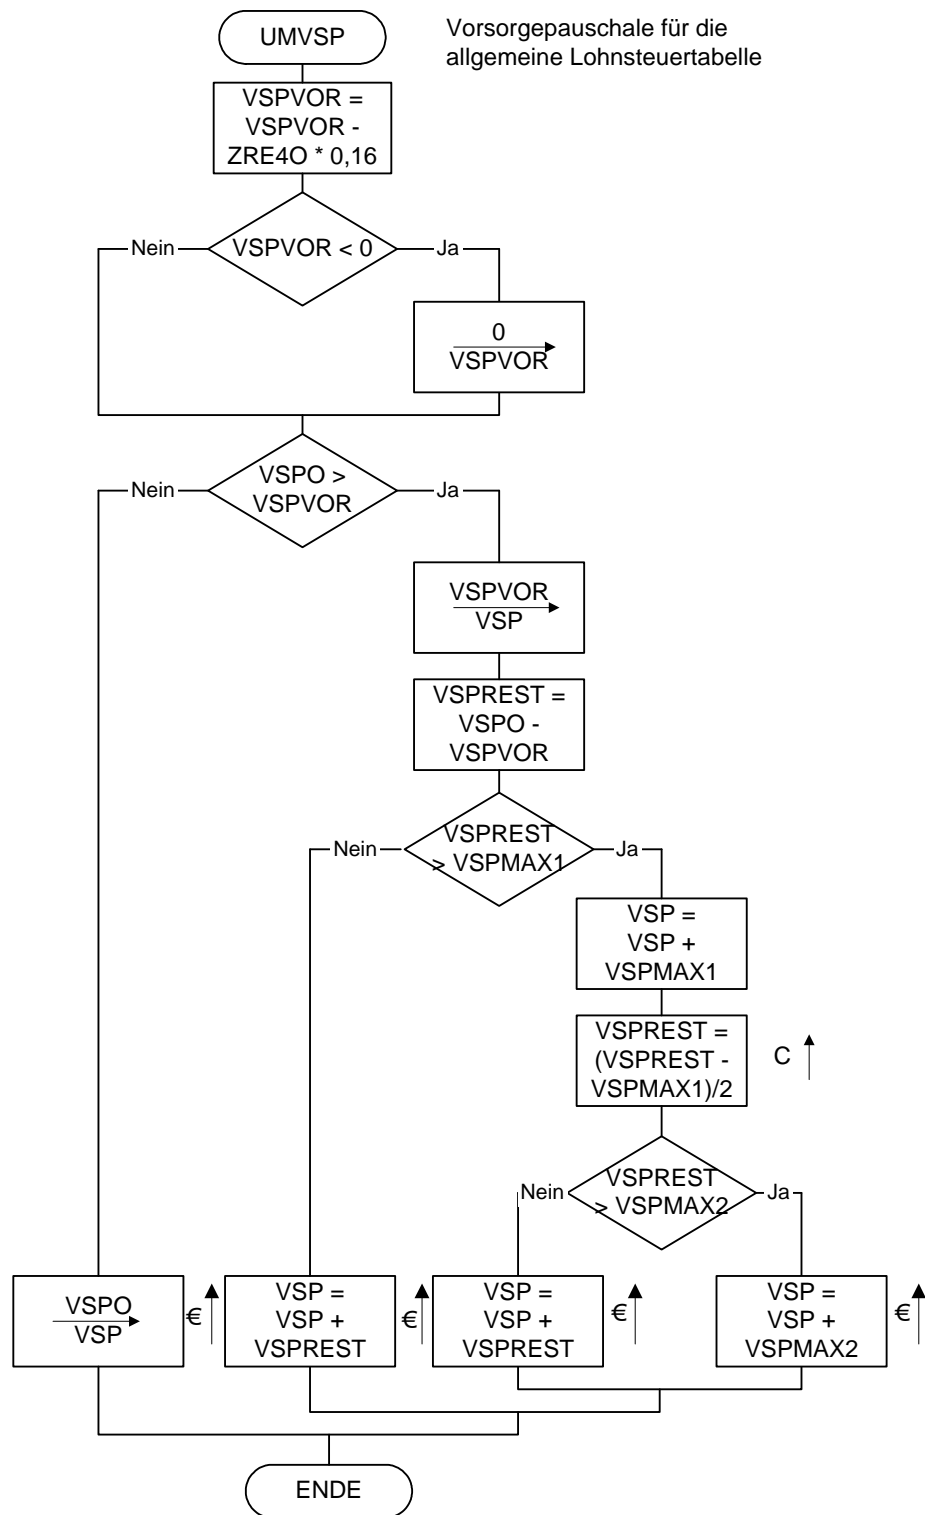 UMVSP
Vorsorgepauschale für die
allgemeine Lohnsteuertabelle
VSPVOR =
VSPVOR -
ZRE4O * 0,16
Nein
VSPVOR < 0
Ja
0
VSPVOR
Nein
VSPO >
VSPVOR
Ja
VSPVOR
VSP
VSPREST =
VSPO -
VSPVOR
Nein
VSPREST
> VSPMAX1
Ja
VSP =
VSP +
VSPMAX1
VSPREST =
(VSPREST -
VSPMAX1)/2
C
Nein
VSPREST
> VSPMAX2
Ja
VSPO
VSP
€
VSP =
VSP +
VSPREST
€
VSP =
VSP +
VSPREST
€
VSP =
VSP +
VSPMAX2
€
ENDE